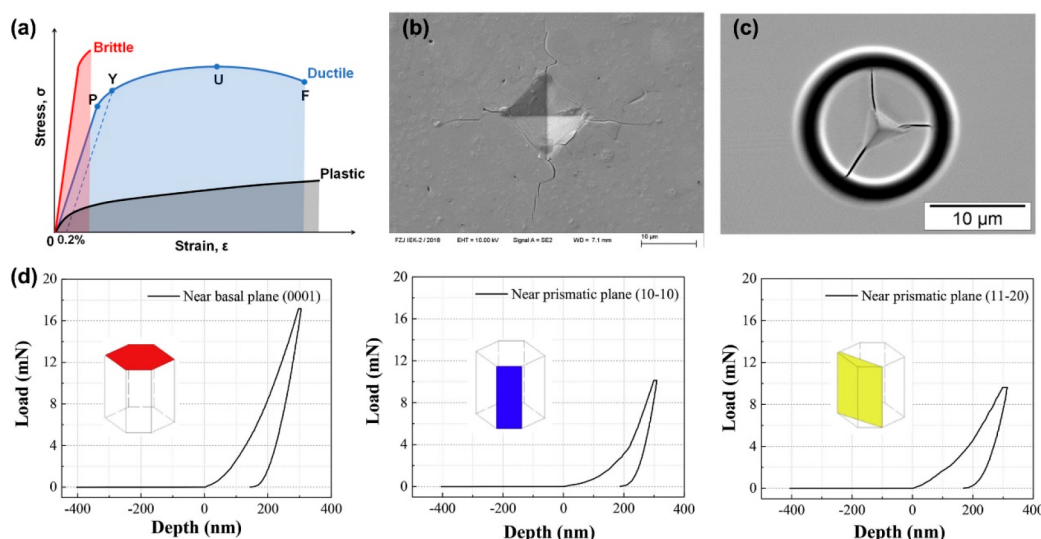 (a)
Brittle
Y
U
Ductile
P
F
Stress, σ
Plastic
0
0.2%
Strain, ε
(b)
FZJ IEK-2 / 2018 EHT = 10.00 kV Signal A = SE2 WD = 7.1 mm 10 µm
(c)
10 µm
(d)
20
16
12
8
4
0
Load (mN)
Near basal plane (0001)
-400 -200 0 200 400
Depth (nm)
20
16
12
8
4
0
Load (mN)
Near prismatic plane (10-10)
-400 -200 0 200 400
Depth (nm)
20
16
12
8
4
0
Load (mN)
Near prismatic plane (11-20)
-400 -200 0 200 400
Depth (nm)